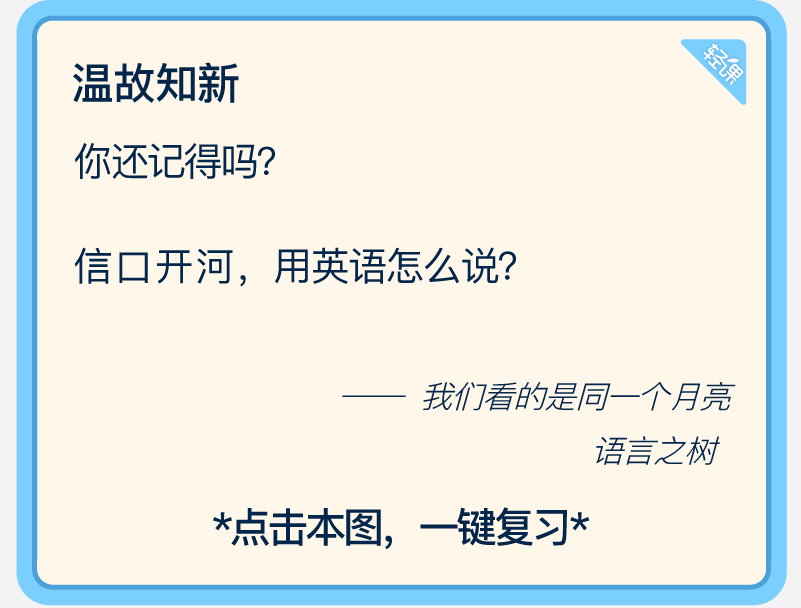 温故知新
轻课
你还记得吗?
信口开河，用英语怎么说?
—— 我们看的是同一个月亮
语言之树
*点击本图，一键复习*